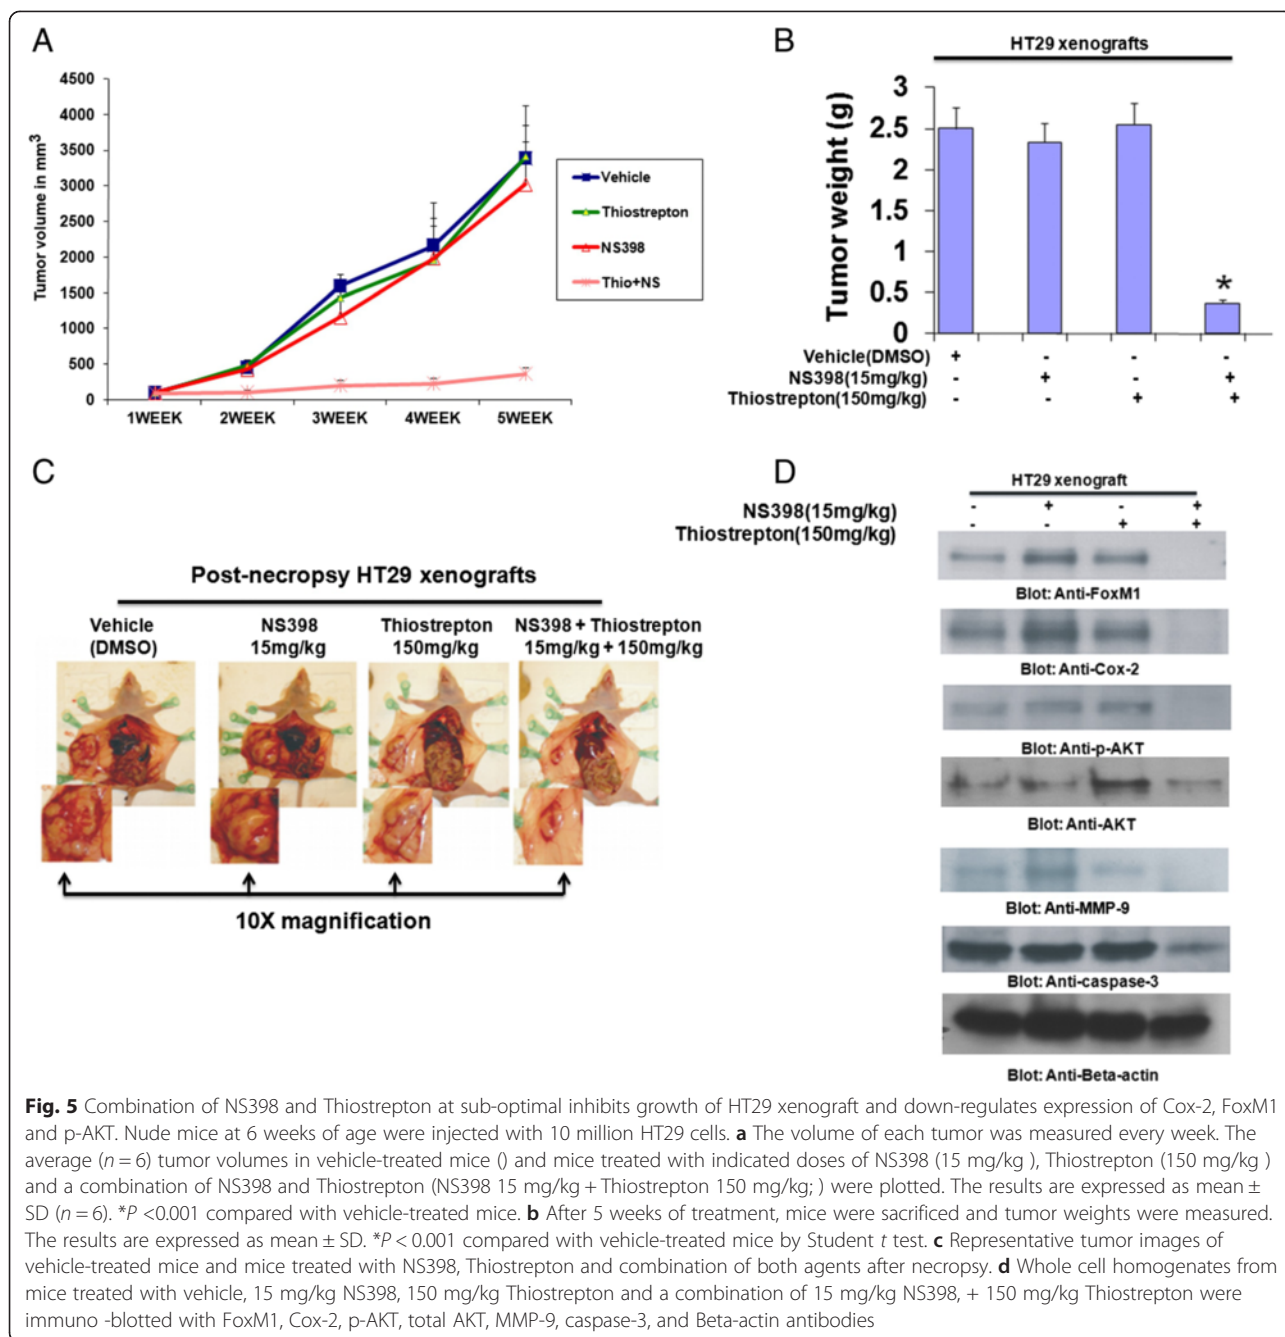 A
4500
4000
3500
3000
2500
2000
1500
1000
500
0
Tumor volume in mm3
1WEEK 2WEEK 3WEEK 4WEEK 5WEEK
Vehicle
Thiostrepton
NS398
Thio+NS
B
HT29 xenografts
3
2.5
2
1.5
1
0.5
0
Tumor weight (g)
*
Vehicle(DMSO) + - - -
NS398(15mg/kg) - + - +
Thiostrepton(150mg/kg) - - + +
C
Post-necropsy HT29 xenografts
Vehicle NS398 Thiostrepton NS398 + Thiostrepton
(DMSO) 15mg/kg 150mg/kg 15mg/kg + 150mg/kg
10X magnification
D
HT29 xenograft
NS398(15mg/kg) - + - +
Thiostrepton(150mg/kg) - - + +
Blot: Anti-FoxM1
Blot: Anti-Cox-2
Blot: Anti-p-AKT
Blot: Anti-AKT
Blot: Anti-MMP-9
Blot: Anti-caspase-3
Blot: Anti-Beta-actin
Fig. 5 Combination of NS398 and Thiostrepton at sub-optimal inhibits growth of HT29 xenograft and down-regulates expression of Cox-2, FoxM1
and p-AKT. Nude mice at 6 weeks of age were injected with 10 million HT29 cells. a The volume of each tumor was measured every week. The
average (n = 6) tumor volumes in vehicle-treated mice () and mice treated with indicated doses of NS398 (15 mg/kg ), Thiostrepton (150 mg/kg )
and a combination of NS398 and Thiostrepton (NS398 15 mg/kg + Thiostrepton 150 mg/kg; ) were plotted. The results are expressed as mean ±
SD (n = 6). *P <0.001 compared with vehicle-treated mice. b After 5 weeks of treatment, mice were sacrificed and tumor weights were measured.
The results are expressed as mean ± SD. *P < 0.001 compared with vehicle-treated mice by Student t test. c Representative tumor images of
vehicle-treated mice and mice treated with NS398, Thiostrepton and combination of both agents after necropsy. d Whole cell homogenates from
mice treated with vehicle, 15 mg/kg NS398, 150 mg/kg Thiostrepton and a combination of 15 mg/kg NS398, + 150 mg/kg Thiostrepton were
immuno -blotted with FoxM1, Cox-2, p-AKT, total AKT, MMP-9, caspase-3, and Beta-actin antibodies